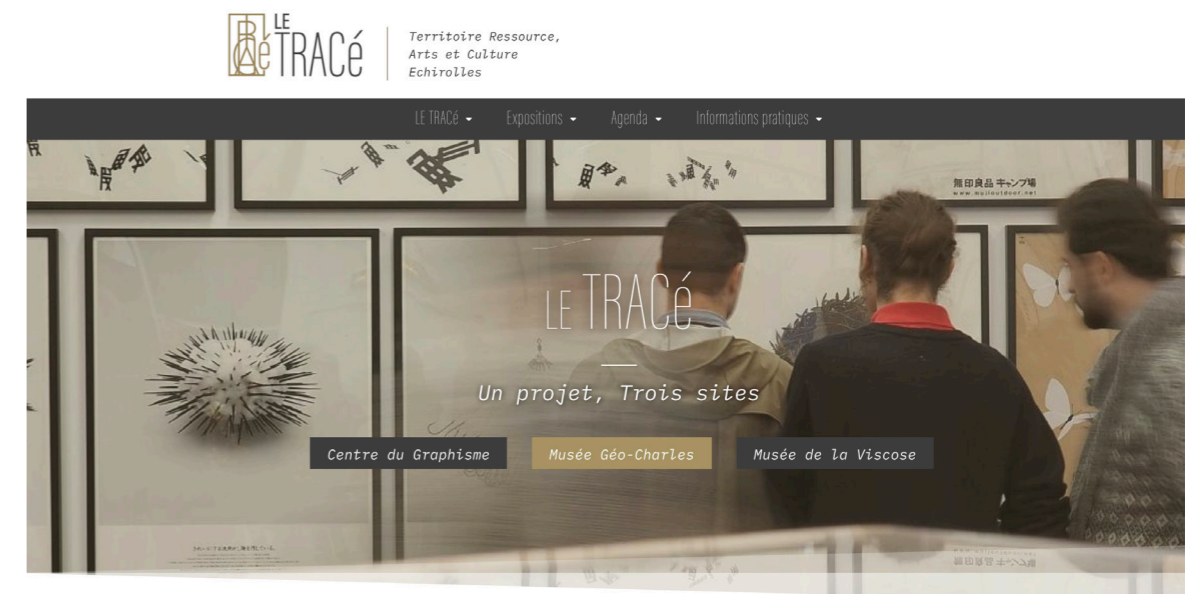 LE
TRACé
Territoire Ressource,
Arts et Culture
Echirolles
LE TRACé
Expositions
Agenda
Informations pratiques
無印良品 キャンプ場
www.mujioutdoor.net
LE TRACé
Un projet, Trois sites
Centre du Graphisme
Musée Géo-Charles
Musée de la Viscose